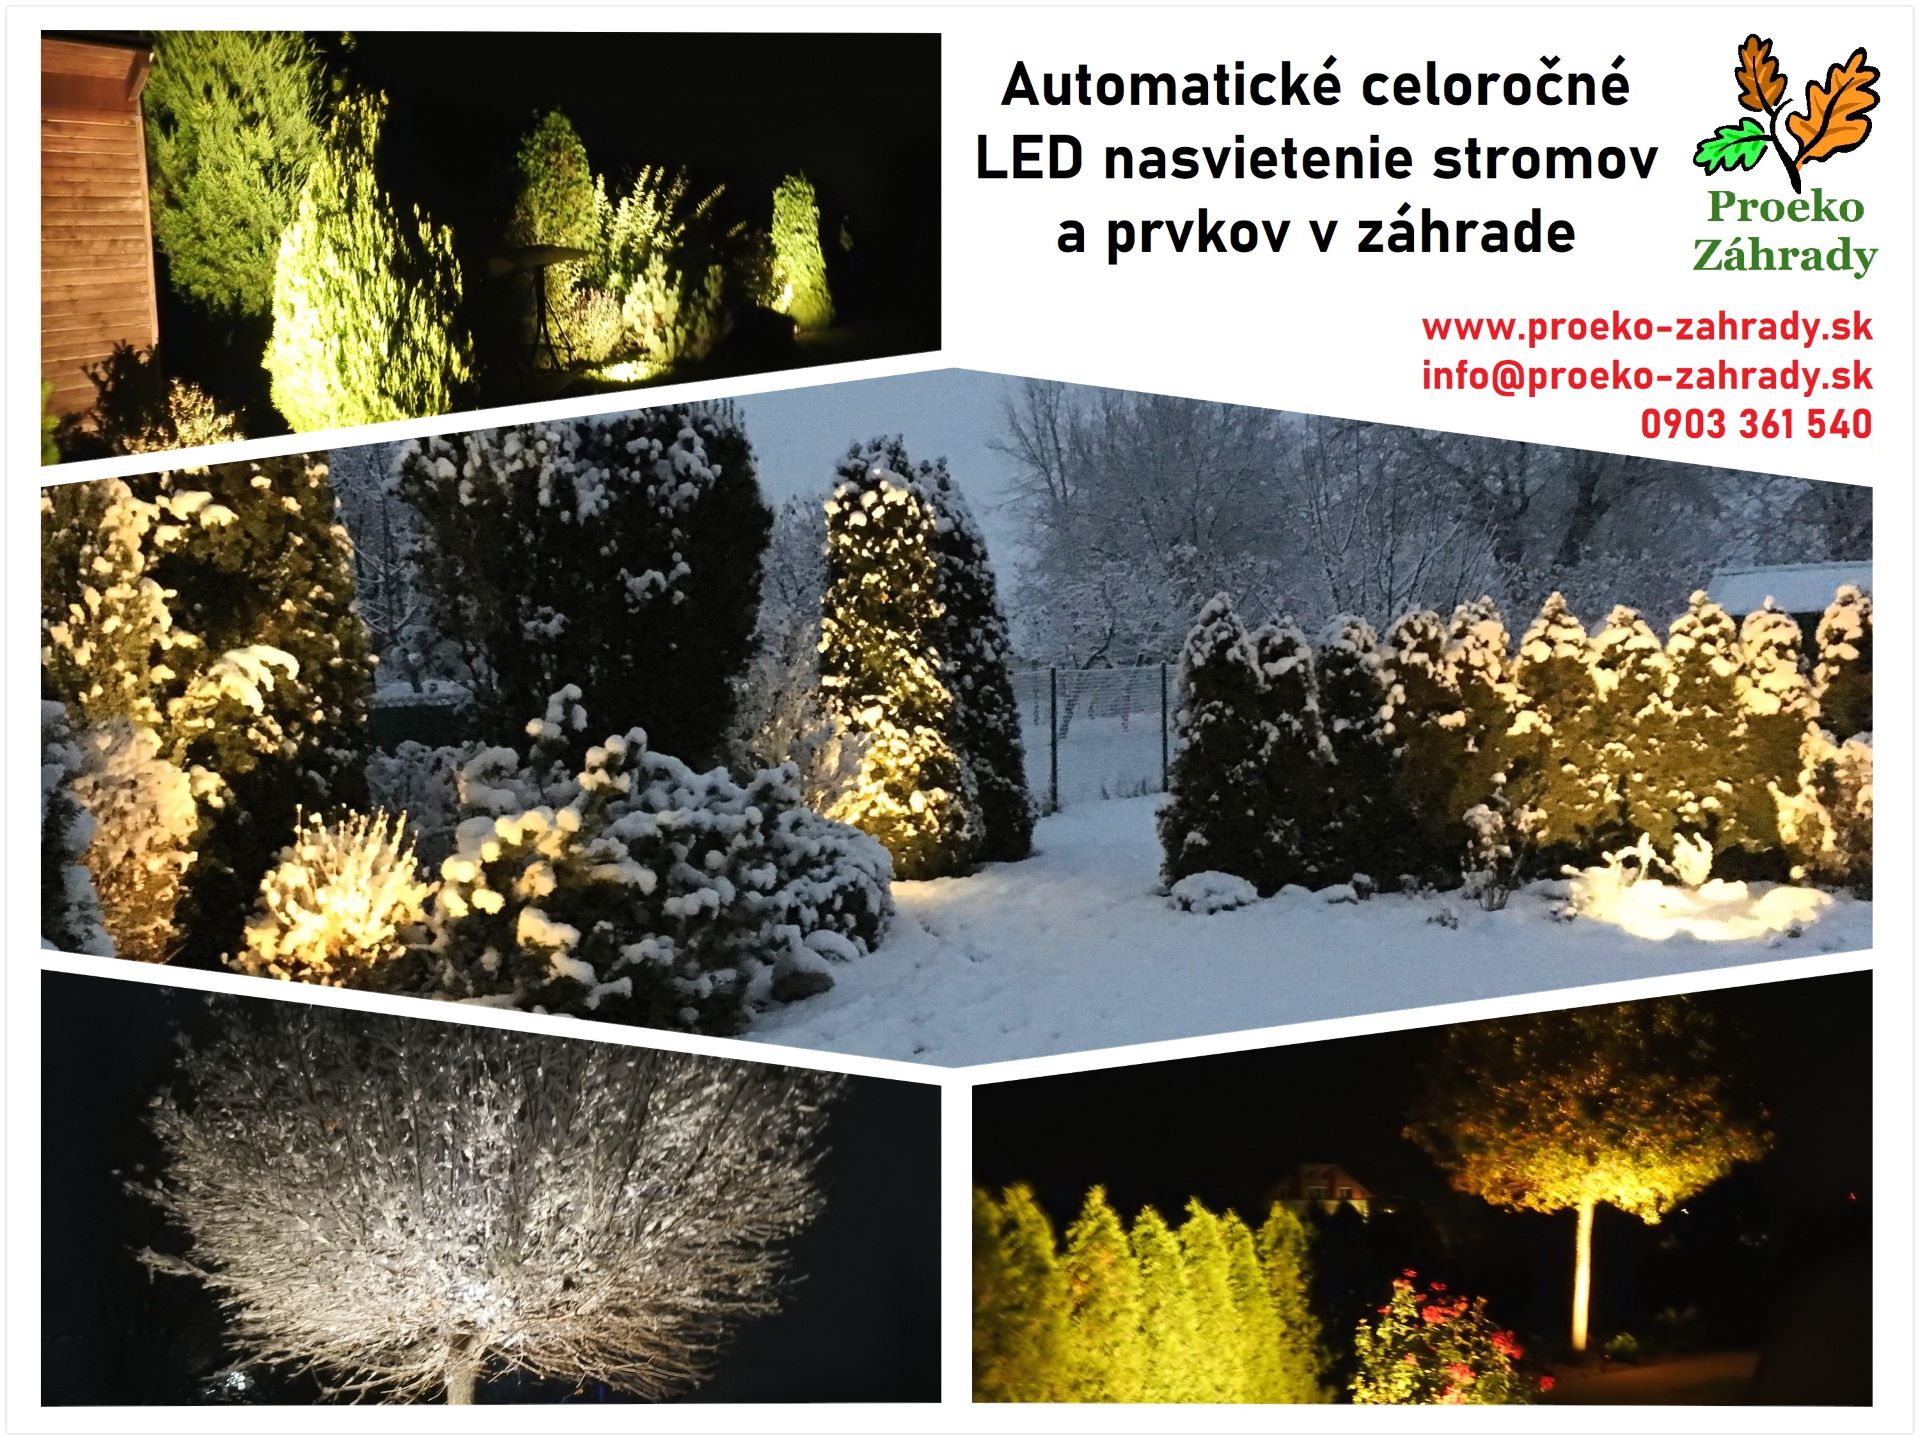 Automatické celoročné
LED nasvietenie stromov
a prvkov v záhrade
Proeko
Záhrady
www.proeko-zahrady.sk
info@proeko-zahrady.sk
0903 361 540